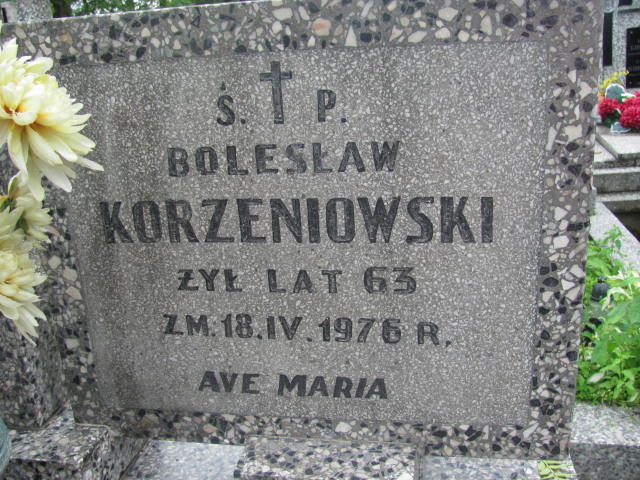 Ś. P.
BOLESŁAW
KORZENIOWSKI
ŻYŁ LAT 63
ZM. 18. IV. 1976 R.
AVE MARIA